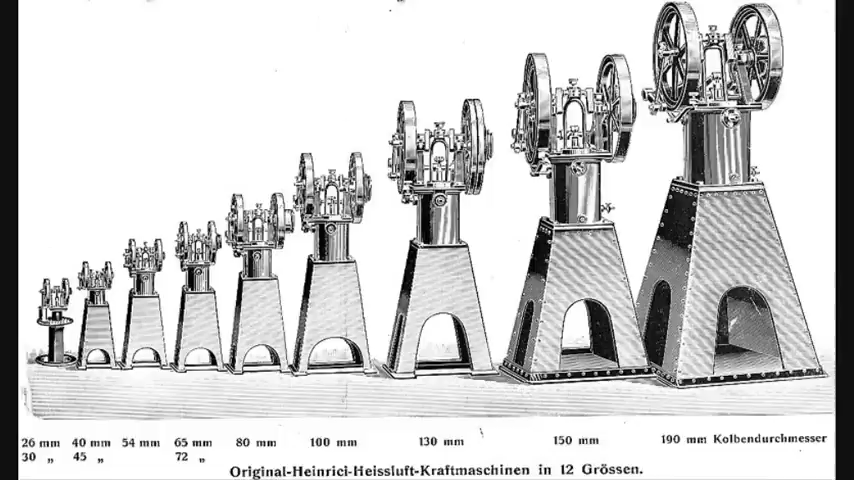 26 mm 40 mm 54 mm 65 mm 80 mm 100 mm 130 mm 150 mm 190 mm Kolbendurchmesser
30 „ 45 „ 72 „
Original-Heinrici-Heissluft-Kraftmaschinen in 12 Grössen.